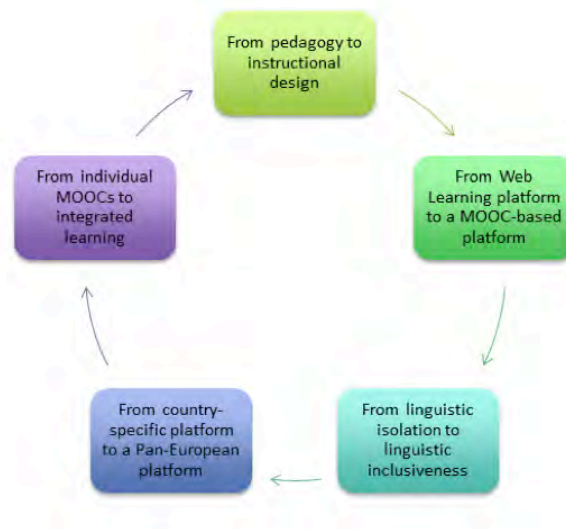 From pedagogy to
instructional
design
From Web
Learning platform
to a MOOC-based
platform
From linguistic
isolation to
linguistic
inclusiveness
From country-
specific platform
to a Pan-European
platform
From individual
MOOCs to
integrated
learning